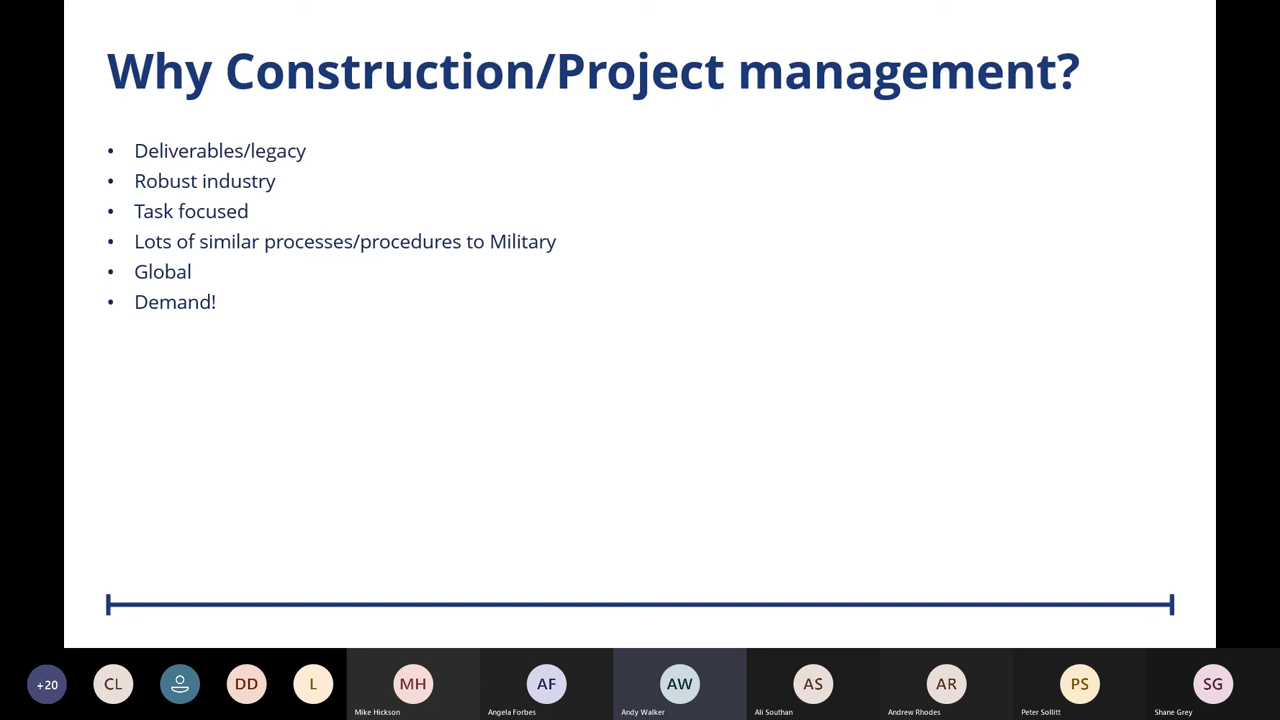 Why Construction/Project management?
• Deliverables/legacy
• Robust industry
• Task focused
• Lots of similar processes/procedures to Military
• Global
• Demand!
+20
CL
DD
L
MH
AF
AW
AS
AR
PS
SG
Mike Hickson
Angela Forbes
Andy Walker
Ali Southan
Andrew Rhodes
Peter Sollitt
Shane Grey